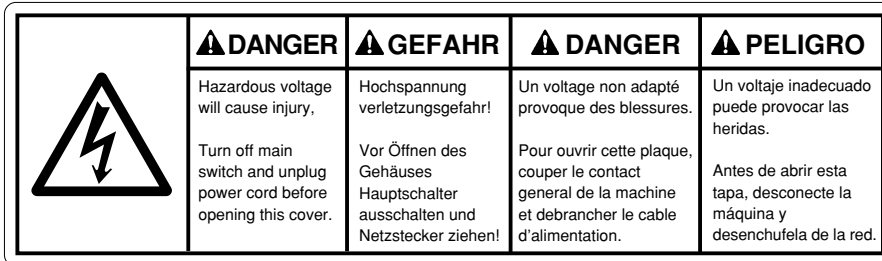 DANGER
Hazardous voltage
will cause injury,
Turn off main
switch and unplug
power cord before
opening this cover.
GEFAHR
Hochspannung
verletzungsgefahr!
Vor Öffnen des
Gehäuses
Hauptschalter
ausschalten und
Netzstecker ziehen!
DANGER
Un voltage non adapté
provoque des blessures.
Pour ouvrir cette plaque,
couper le contact
general de la machine
et debrancher le cable
d'alimentation.
PELIGRO
Un voltaje inadecuado
puede provocar las
heridas.
Antes de abrir esta
tapa, desconecte la
máquina y
desenchufela de la red.